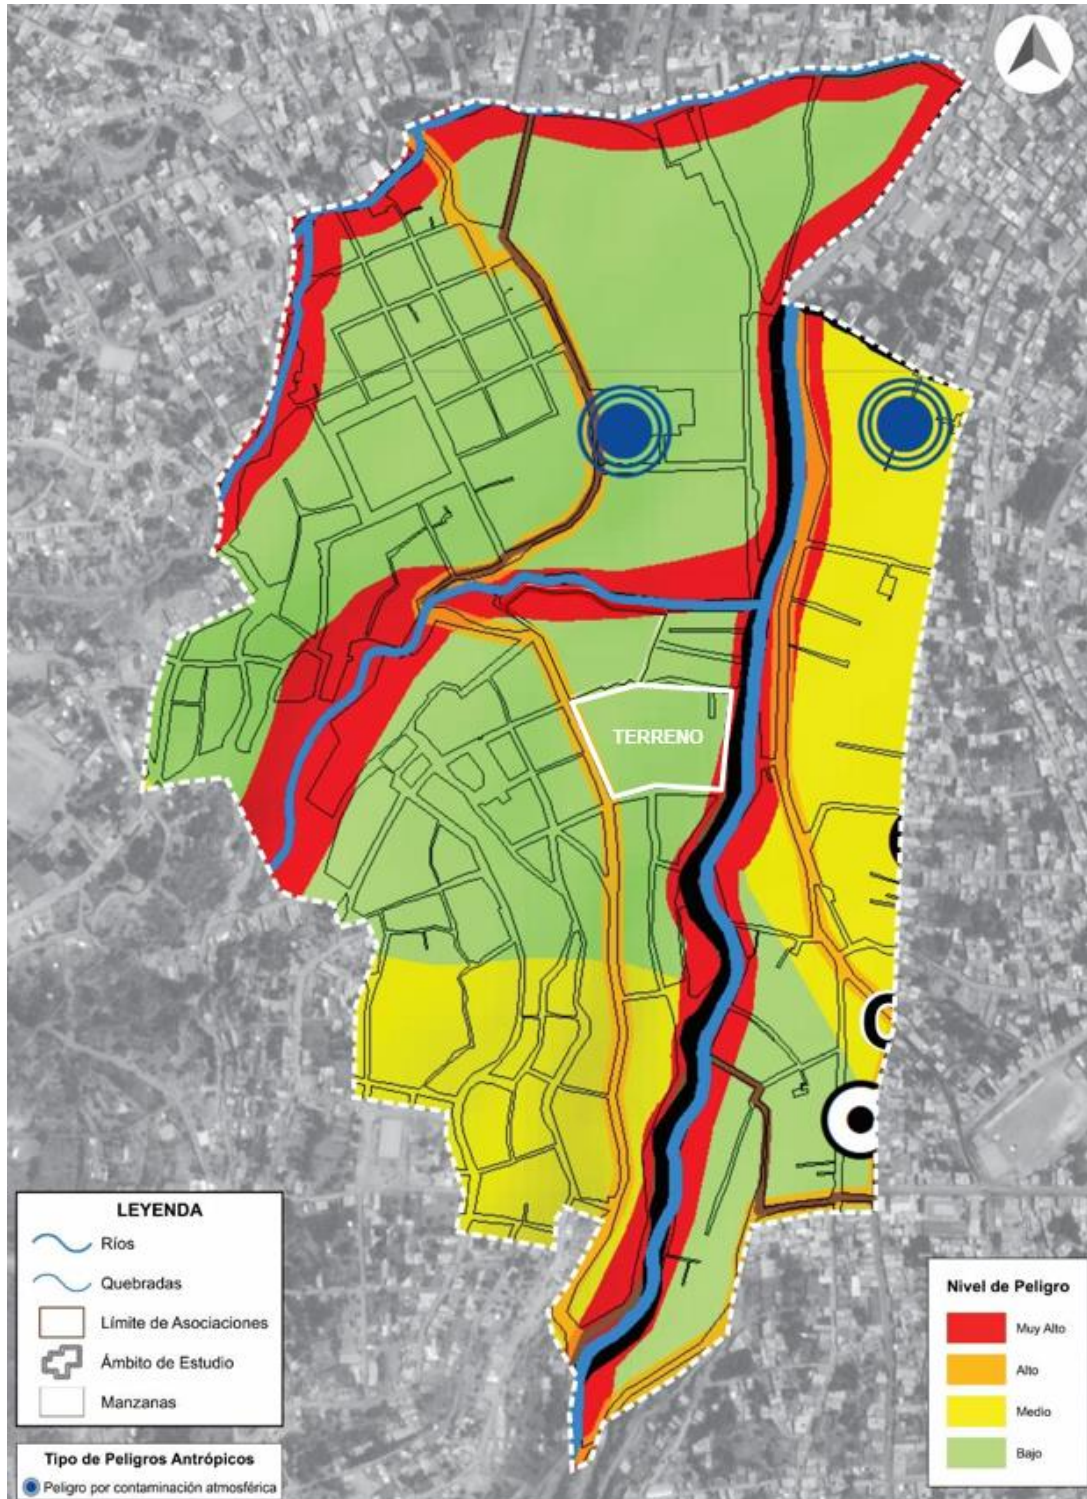 TERRENO
LEYENDA
Ríos
Quebradas
Límite de Asociaciones
Ámbito de Estudio
Manzanas
Tipo de Peligros Antrópicos
Peligro por contaminación atmosférica
Nivel de Peligro
Muy Alto
Alto
Medio
Bajo